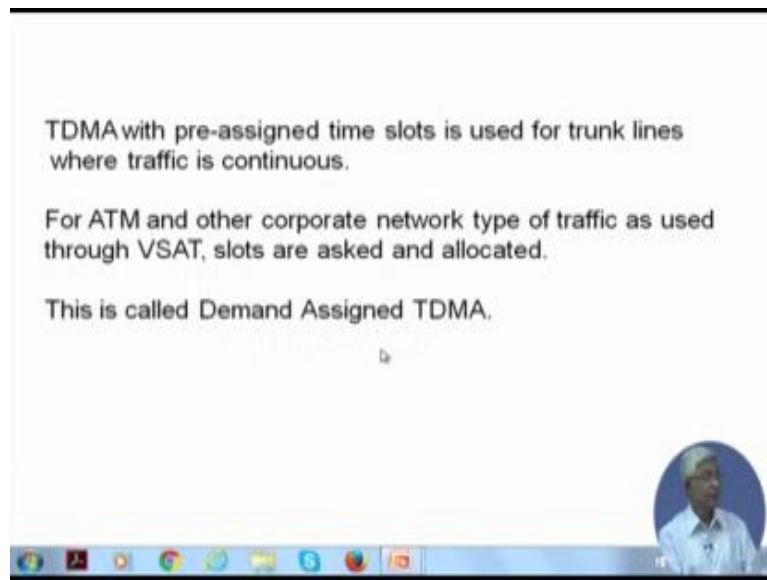 TDMA with pre-assigned time slots is used for trunk lines
where traffic is continuous.
For ATM and other corporate network type of traffic as used
through VSAT, slots are asked and allocated.
This is called Demand Assigned TDMA.